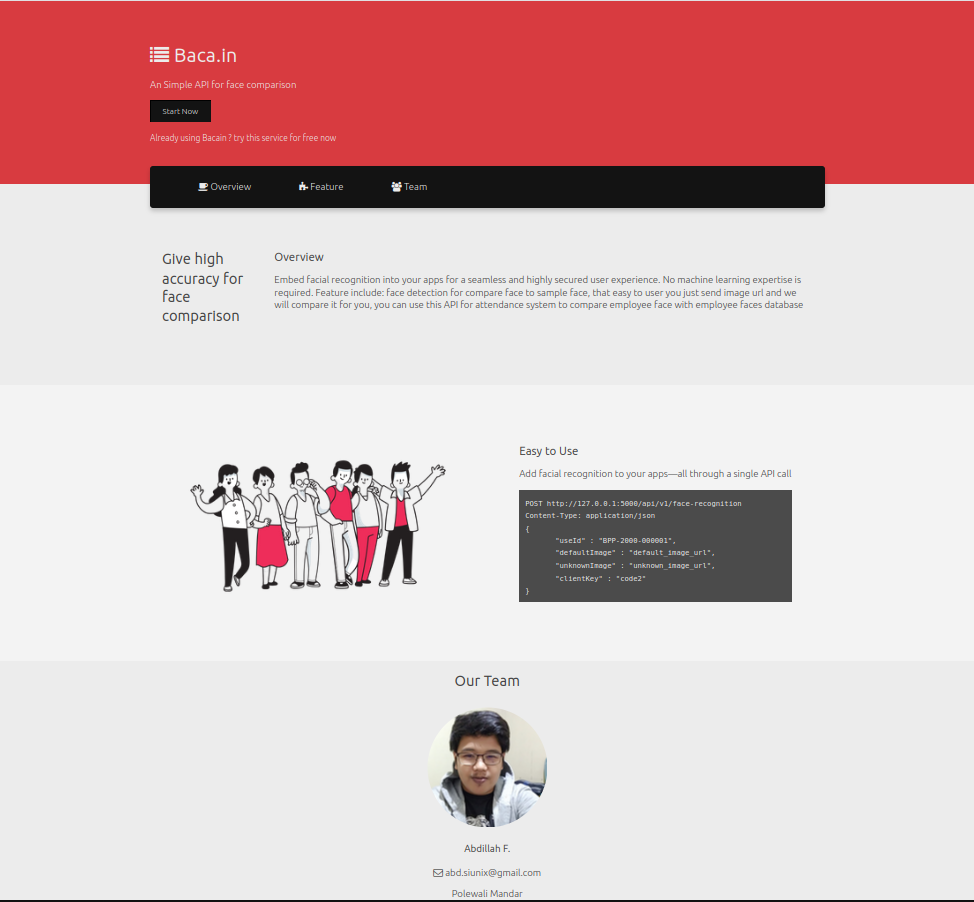 Baca.in
An Simple API for face comparison
Start Now
Already using Bacain ? try this service for free now
Overview Feature Team
Give high
accuracy for
face
comparison
Overview
Embed facial recognition into your apps for a seamless and highly secured user experience. No machine learning expertise is
required. Feature include: face detection for compare face to sample face, that easy to user you just send image url and we
will compare it for you, you can use this API for attendance system to compare employee face with employee faces database
Easy to Use
Add facial recognition to your apps—all through a single API call
POST http://127.0.0.1:5000/api/v1/face-recognition
Content-Type: application/json
{
"useId" : "BPP-2000-000001",
"defaultImage" : "default_image_url",
"unknownImage" : "unknown_image_url",
"clientKey" : "code2"
}
Our Team
Abdillah F.
abd.siunix@gmail.com
Polewali Mandar